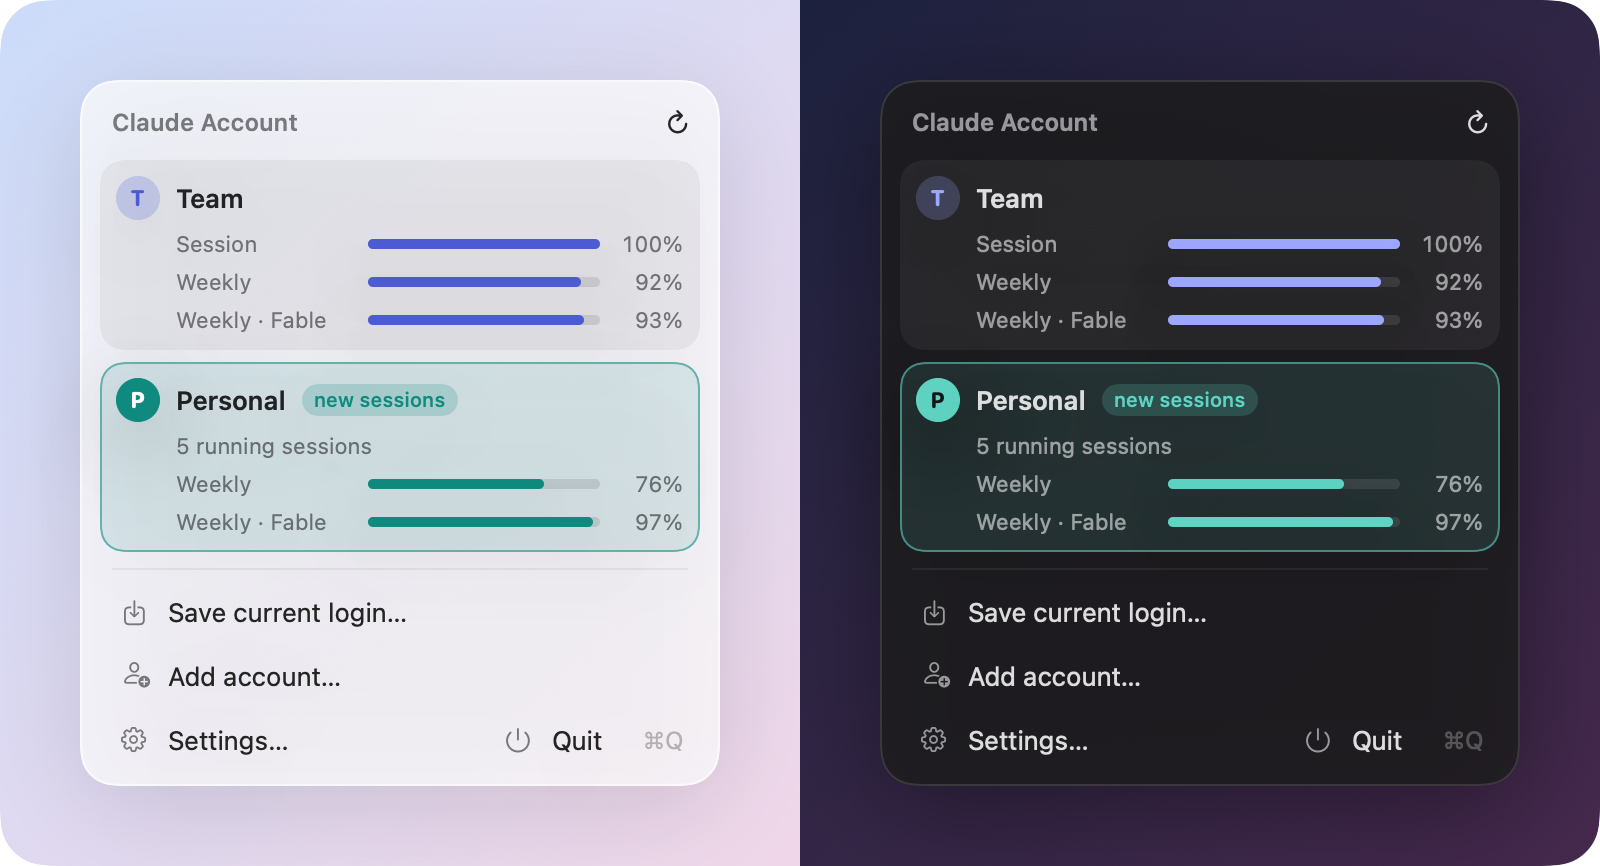 Claude Account
T Team
Session 100%
Weekly 92%
Weekly · Fable 93%
P Personal new sessions
5 running sessions
Weekly 76%
Weekly · Fable 97%
Save current login...
Add account...
Settings... Quit ⌘Q
Claude Account
T Team
Session 100%
Weekly 92%
Weekly · Fable 93%
P Personal new sessions
5 running sessions
Weekly 76%
Weekly · Fable 97%
Save current login...
Add account...
Settings... Quit ⌘Q